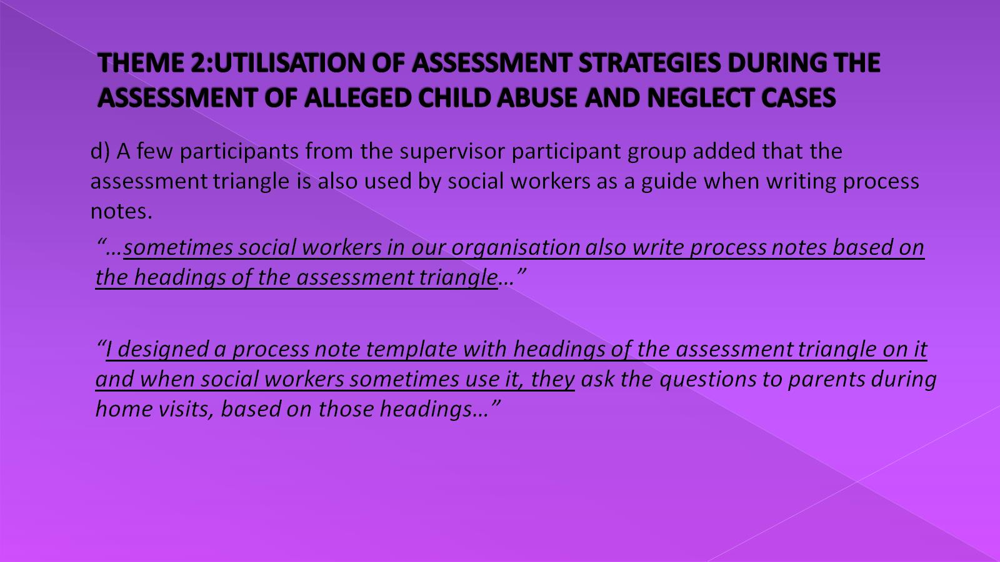 THEME 2:UTILISATION OF ASSESSMENT STRATEGIES DURING THE
ASSESSMENT OF ALLEGED CHILD ABUSE AND NEGLECT CASES
d) A few participants from the supervisor participant group added that the
assessment triangle is also used by social workers as a guide when writing process
notes.
“…sometimes social workers in our organisation also write process notes based on
the headings of the assessment triangle…”
“I designed a process note template with headings of the assessment triangle on it
and when social workers sometimes use it, they ask the questions to parents during
home visits, based on those headings…”